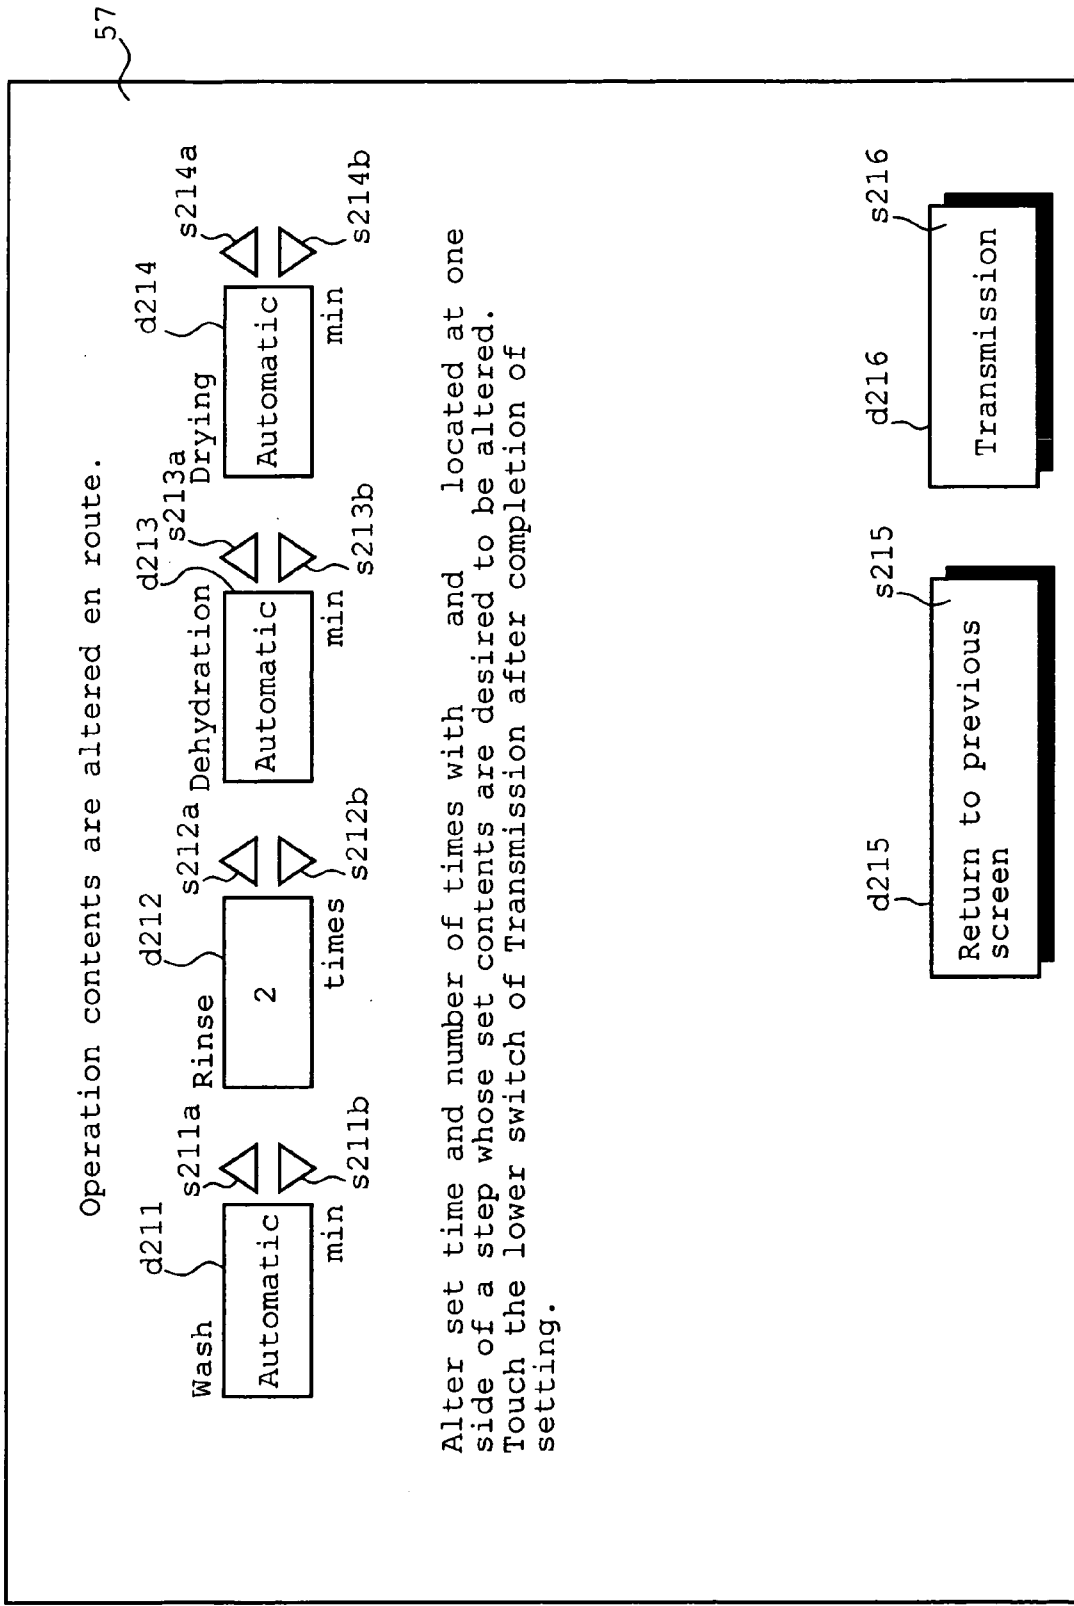 57
Operation contents are altered en route.
d211 s211a d212 s212a d213 s213a d214 s214a
Wash Rinse Dehydration Drying
Automatic 2 Automatic Automatic
min times min min
s211b s212b s213b s214b
Alter set time and number of times with and located at one
side of a step whose set contents are desired to be altered.
Touch the lower switch of Transmission after completion of
setting.
d215 s215 d216 s216
Return to previous
screen
Transmission